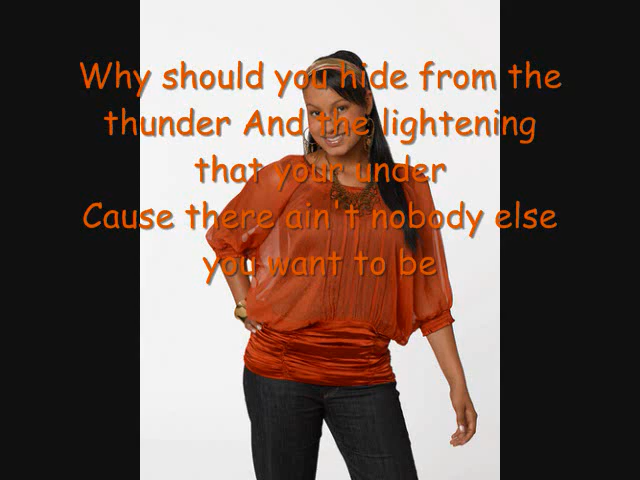 Why should you hide from the
thunder And the lightening
that your under
Cause there ain't nobody else
you want to be